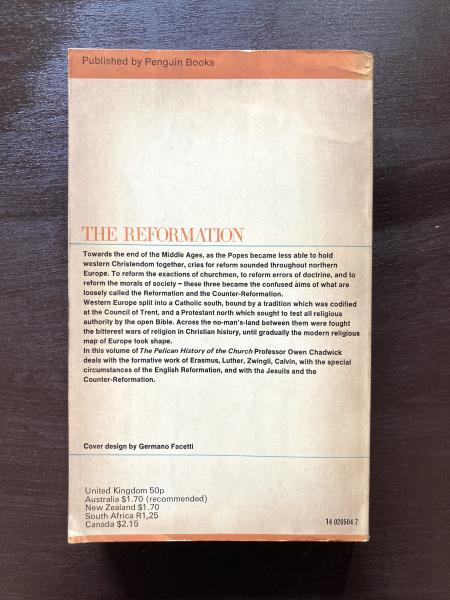 Published by Penguin Books
THE REFORMATION
Towards the end of the Middle Ages, as the Popes became less able to hold
western Christendom together, cries for reform sounded throughout northern
Europe. To reform the exactions of churchmen, to reform errors of doctrine, and to
reform the morals of society – these three became the confused aims of what are
loosely called the Reformation and the Counter-Reformation.
Western Europe split into a Catholic south, bound by a tradition which was codified
at the Council of Trent, and a Protestant north which sought to test all religious
authority by the open Bible. Across the no-man's-land between them were fought
the bitterest wars of religion in Christian history, until gradually the modern religious
map of Europe took shape.
In this volume of The Pelican History of the Church Professor Owen Chadwick
deals with the formative work of Erasmus, Luther, Zwingli, Calvin, with the special
circumstances of the English Reformation, and with the Jesuits and the
Counter-Reformation.
Cover design by Germano Facetti
United Kingdom 50p
Australia $1.70 (recommended)
New Zealand $1.70
South Africa R1,25
Canada $2.15
14 020504 7